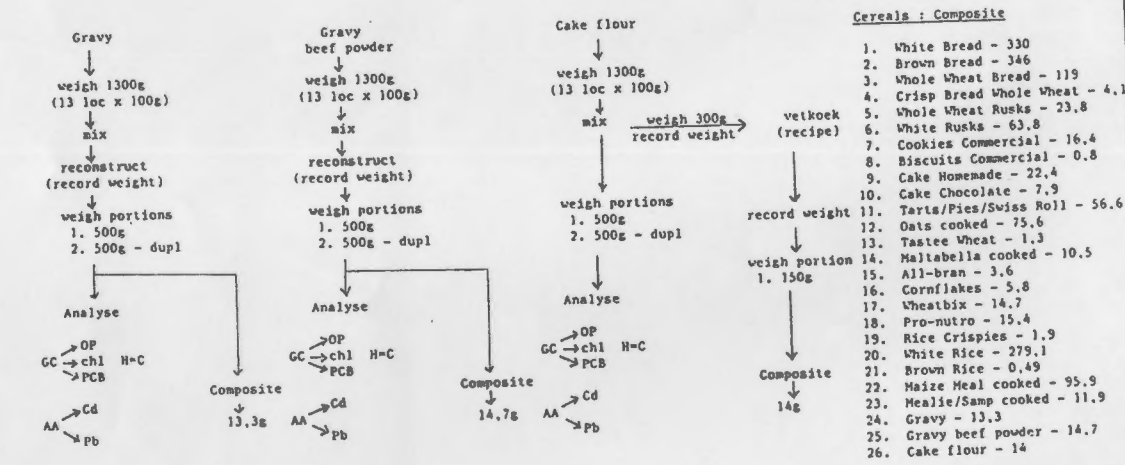 Gravy
weigh 1300g
(13 loc x 100g)
mix
reconstruct
(record weight)
weigh portions
1. 500g
2. 500g - dupl
Analyse
GC
OP
chl H=C
PCB
AA
Cd
Pb
Composite
13,3g
Gravy
beef powder
weigh 1300g
(13 loc x 100g)
mix
reconstruct
(record weight)
weigh portions
1. 500g
2. 500g - dupl
Analyse
GC
OP
chl H=C
PCB
AA
Cd
Pb
Composite
14,7g
Cake flour
weigh 1300g
(13 loc x 100g)
mix
weigh 300g
record weight
weigh portions
1. 500g
2. 500g - dupl
Analyse
GC
OP
chl H=C
PCB
AA
Cd
Pb
vetkoek
(recipe)
record weight
weigh portion
1. 150g
Composite
14g
Cereals : Composite
1. White Bread - 330
2. Brown Bread - 346
3. Whole Wheat Bread - 119
4. Crisp Bread Whole Wheat - 4,1
5. Whole Wheat Rusks - 23,8
6. White Rusks - 63,8
7. Cookies Commercial - 16,4
8. Biscuits Commercial - 0,8
9. Cake Homemade - 22,4
10. Cake Chocolate - 7,9
11. Tarts/Pies/Swiss Roll - 56,6
12. Oats cooked - 75,6
13. Tastee Wheat - 1,3
14. Maltabella cooked - 10,5
15. All-bran - 3,6
16. Cornflakes - 5,8
17. Wheatbix - 14,7
18. Pro-nutro - 15,4
19. Rice Crispies - 1,9
20. White Rice - 279,1
21. Brown Rice - 0,49
22. Maize Meal cooked - 95,9
23. Mealie/Samp cooked - 11,9
24. Gravy - 13,3
25. Gravy beef powder - 14,7
26. Cake flour - 14